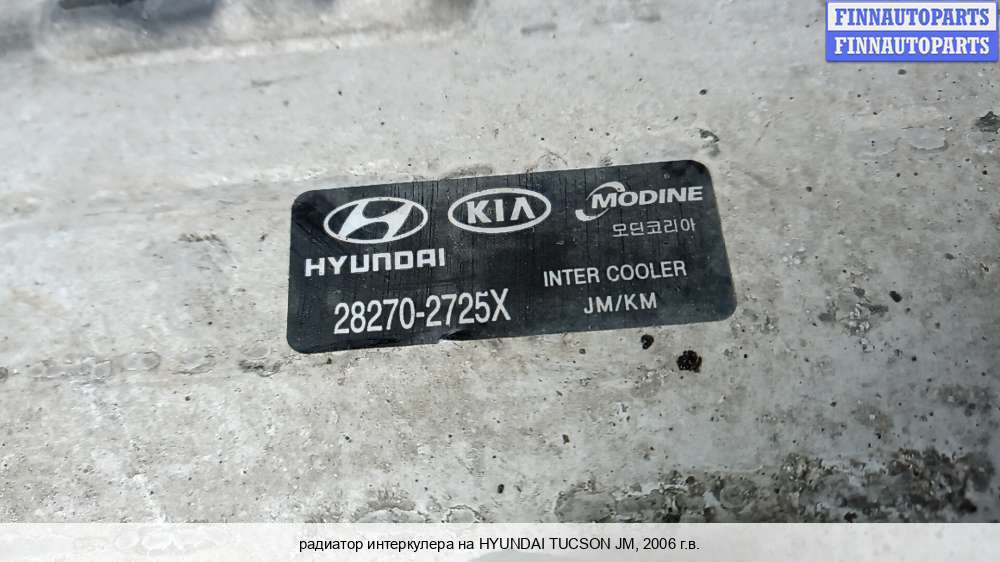 FINNAUTOPARTS
FINNAUTOPARTS
KIA
MODINE
모딘코리아
HYUNDAI
INTER COOLER
28270-2725X
JM/KM
радиатор интеркулера на HYUNDAI TUCSON JM, 2006 г.в.